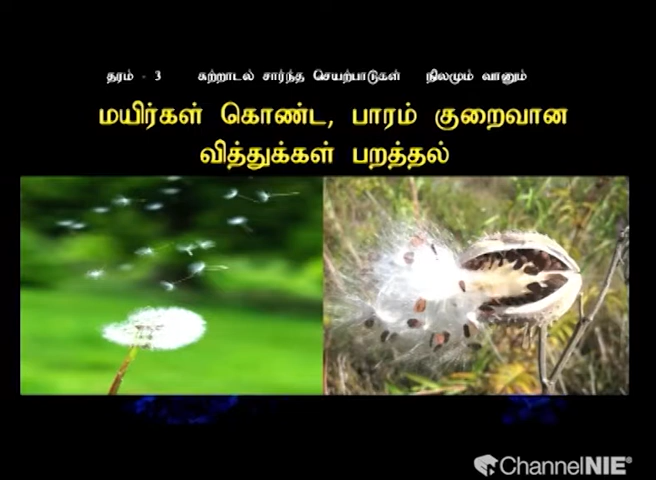 தரம் - 3 சுற்றாடல் சார்ந்த செயற்பாடுகள் நிலமும் வானும்
மயிர்கள் கொண்ட, பாரம் குறைவான
வித்துக்கள் பறத்தல்
ChannelNIE®